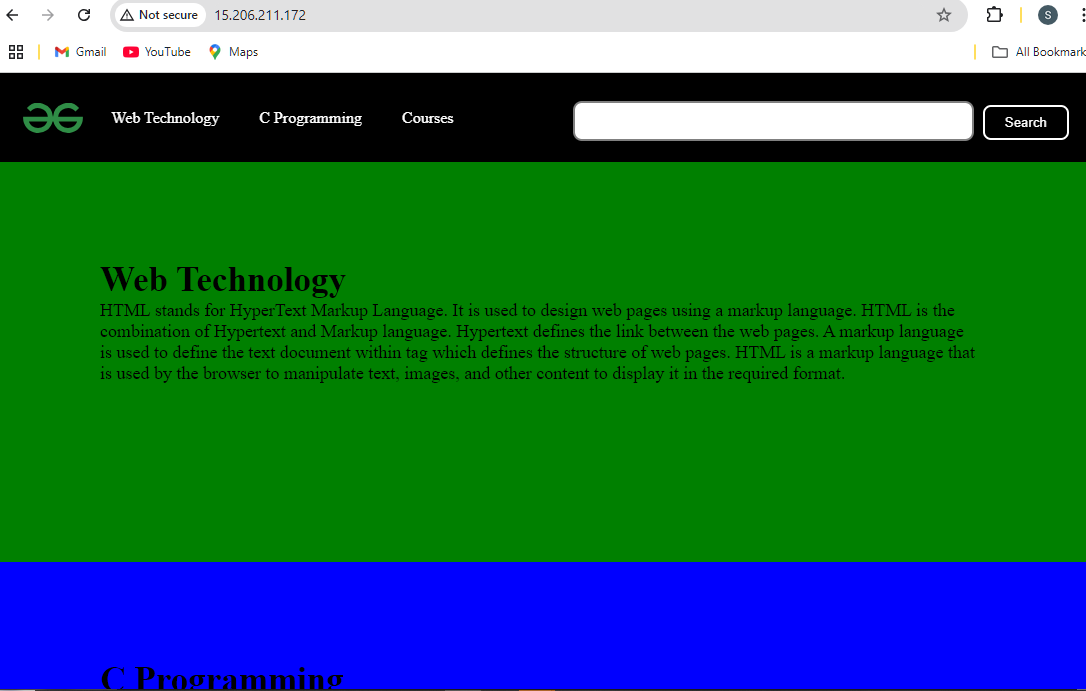 Not secure 15.206.211.172
Gmail YouTube Maps All Bookmark
Web Technology C Programming Courses Search
Web Technology
HTML stands for HyperText Markup Language. It is used to design web pages using a markup language. HTML is the
combination of Hypertext and Markup language. Hypertext defines the link between the web pages. A markup language
is used to define the text document within tag which defines the structure of web pages. HTML is a markup language that
is used by the browser to manipulate text, images, and other content to display it in the required format.
C Programming